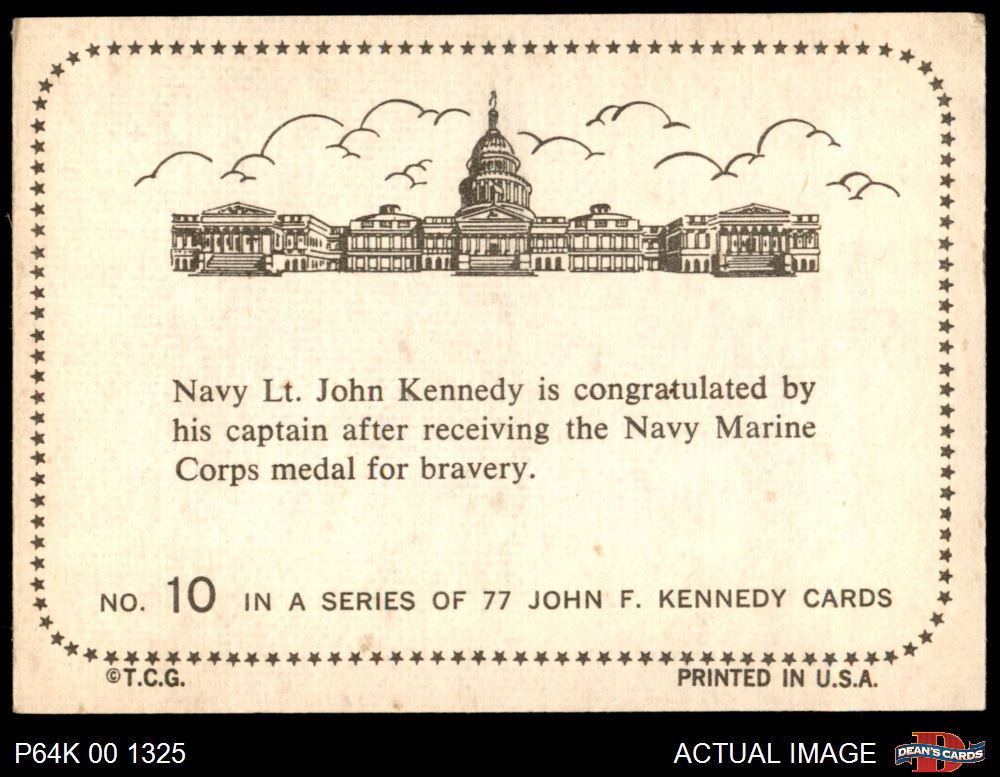 Navy Lt. John Kennedy is congratulated by
his captain after receiving the Navy Marine
Corps medal for bravery.
NO. 10 IN A SERIES OF 77 JOHN F. KENNEDY CARDS
©T.C.G. PRINTED IN U.S.A.
P64K 00 1325 ACTUAL IMAGE D DEAN'S CARDS